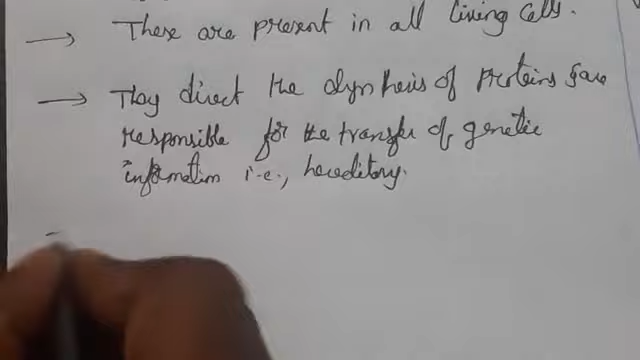 → These are present in all living cells.
→ They direct the synthesis of proteins & are
responsible for the transfer of genetic
information i.e., hereditory.